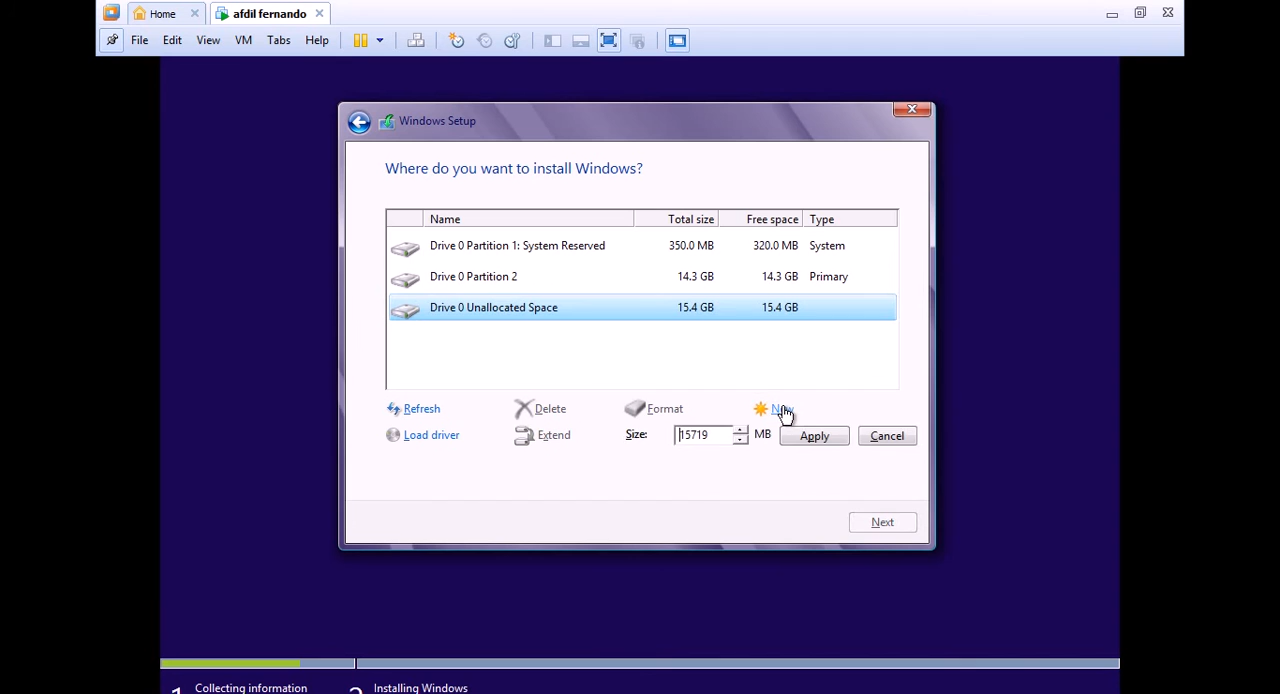 Home afdil fernando
File Edit View VM Tabs Help
Windows Setup
Where do you want to install Windows?
Name Total size Free space Type
Drive 0 Partition 1: System Reserved 350.0 MB 320.0 MB System
Drive 0 Partition 2 14.3 GB 14.3 GB Primary
Drive 0 Unallocated Space 15.4 GB 15.4 GB
Refresh Delete Format New
Load driver Extend Size: 15719 MB Apply Cancel
Next
1 Collecting information 2 Installing Windows